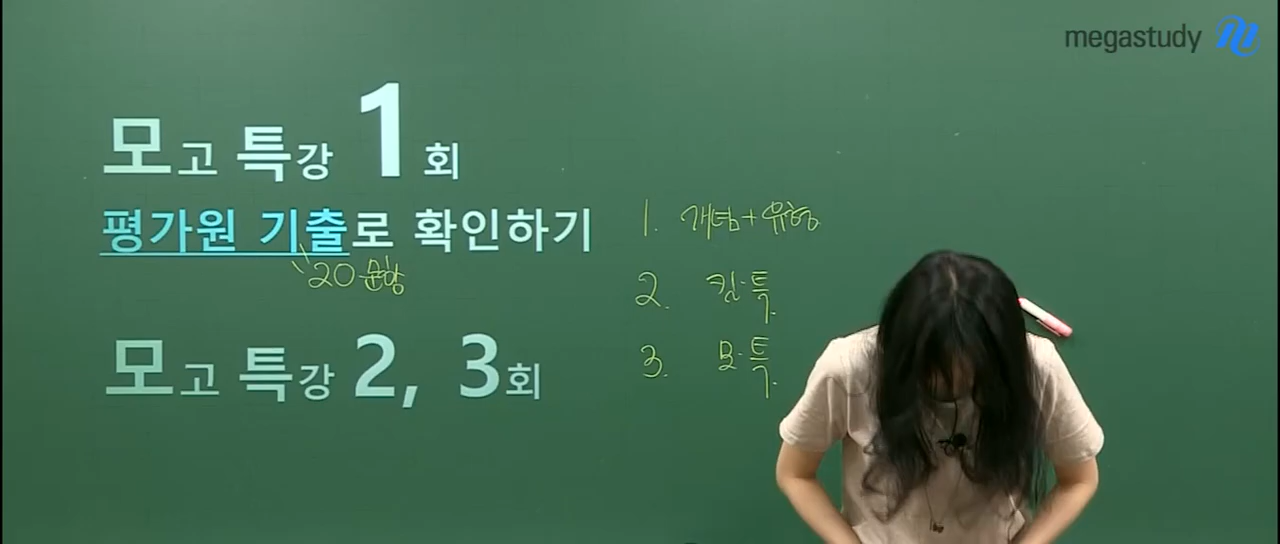 megastudy
모고 특강 1회
평가원 기출로 확인하기
20문항
모고 특강 2, 3회
1. 개념+유형
2. 킬·특
3. 모·특